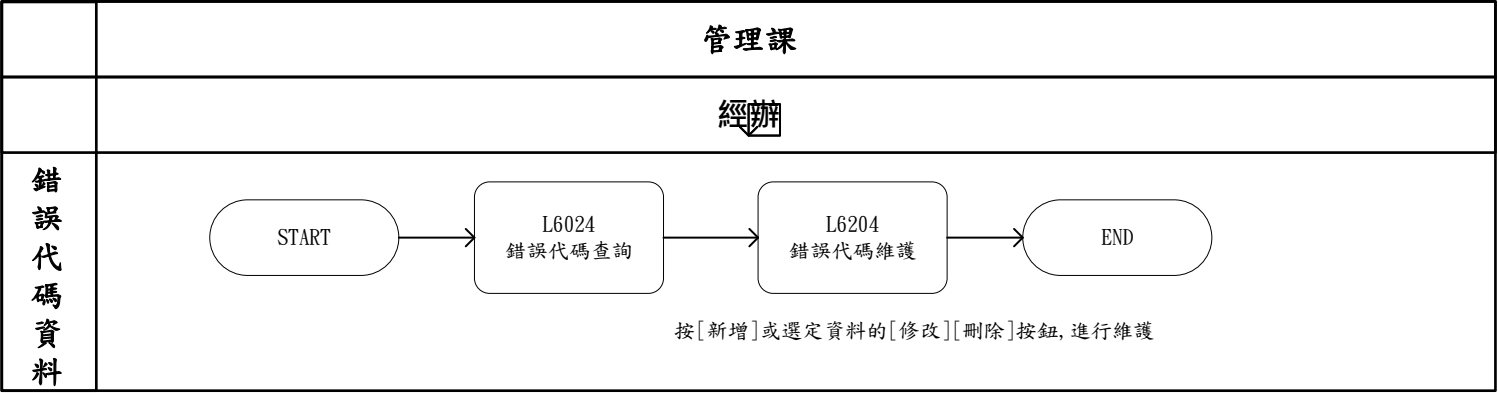 管理課
經辦
錯誤代碼資料
START
L6024
錯誤代碼查詢
L6204
錯誤代碼維護
END
按[新增]或選定資料的[修改][刪除]按鈕,進行維護